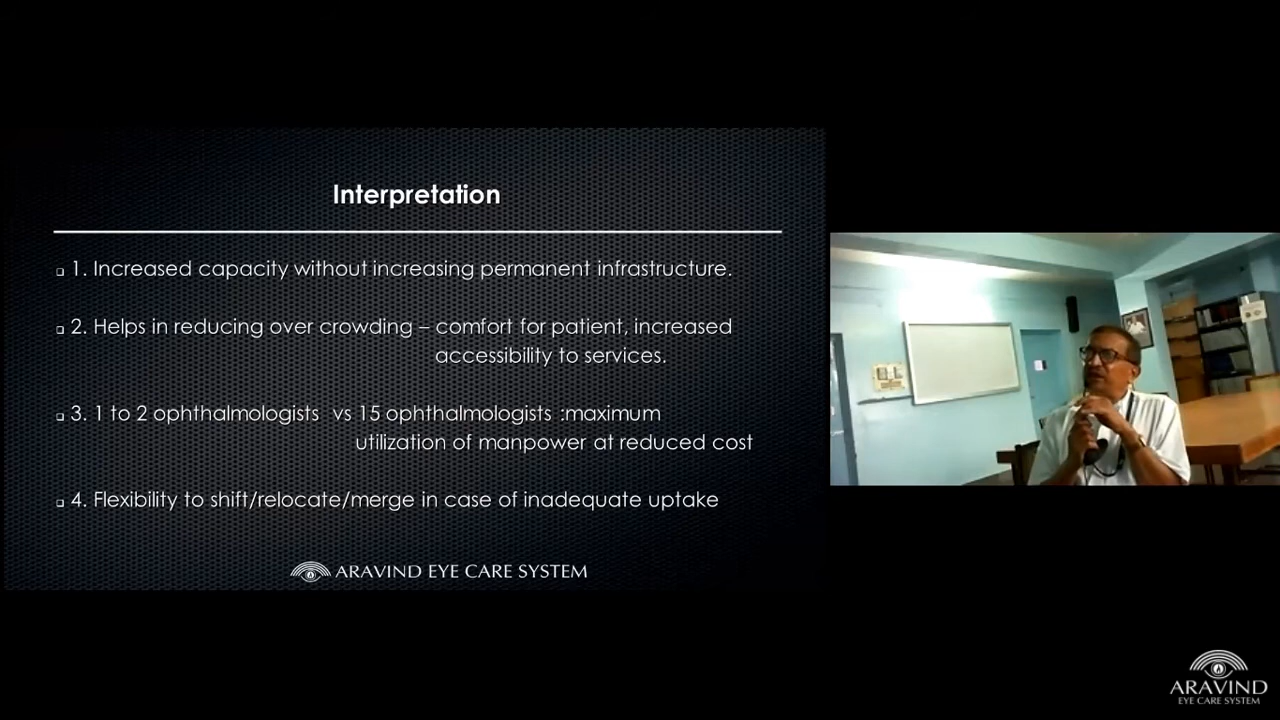 Interpretation
1. Increased capacity without increasing permanent infrastructure.
2. Helps in reducing over crowding – comfort for patient, increased
accessibility to services.
3. 1 to 2 ophthalmologists vs 15 ophthalmologists :maximum
utilization of manpower at reduced cost
4. Flexibility to shift/relocate/merge in case of inadequate uptake
ARAVIND EYE CARE SYSTEM
ARAVIND
EYE CARE SYSTEM